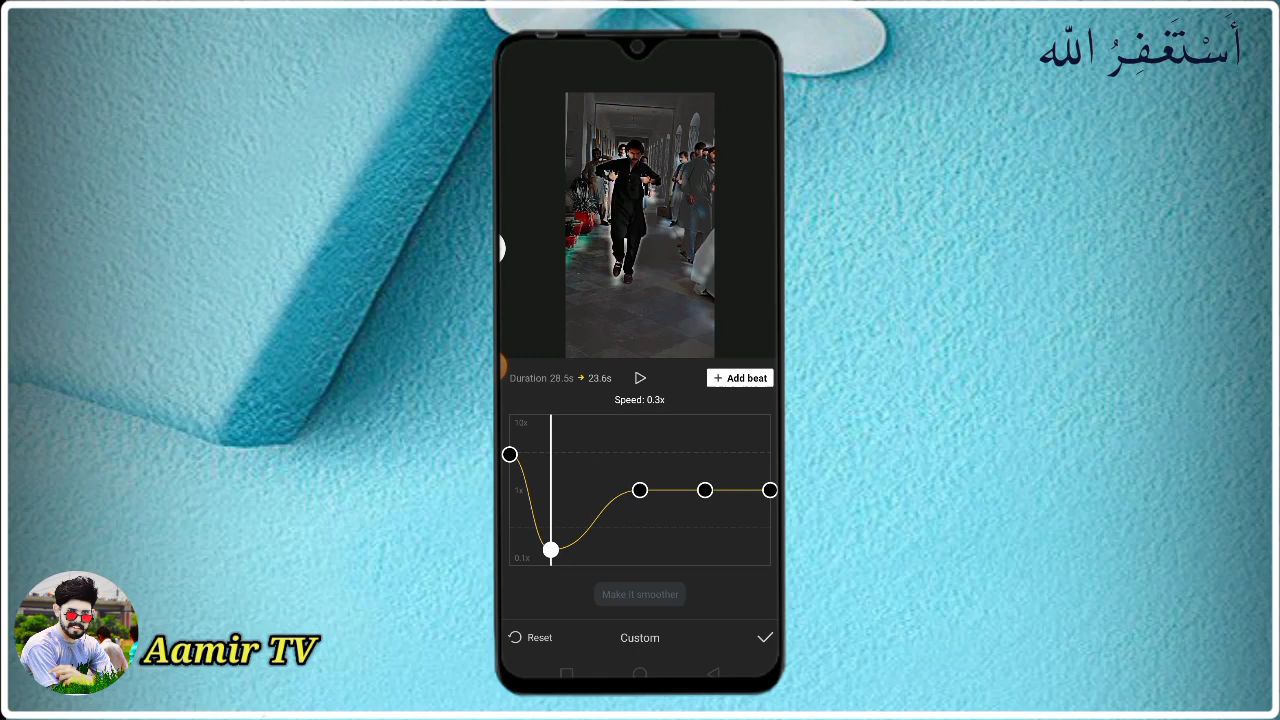 أَسْتَغْفِرُ اللّٰه
Duration 28.5s ➔ 23.6s
+ Add beat
Speed: 0.3x
10x
1x
0.1x
Make it smoother
Reset
Custom
Aamir TV